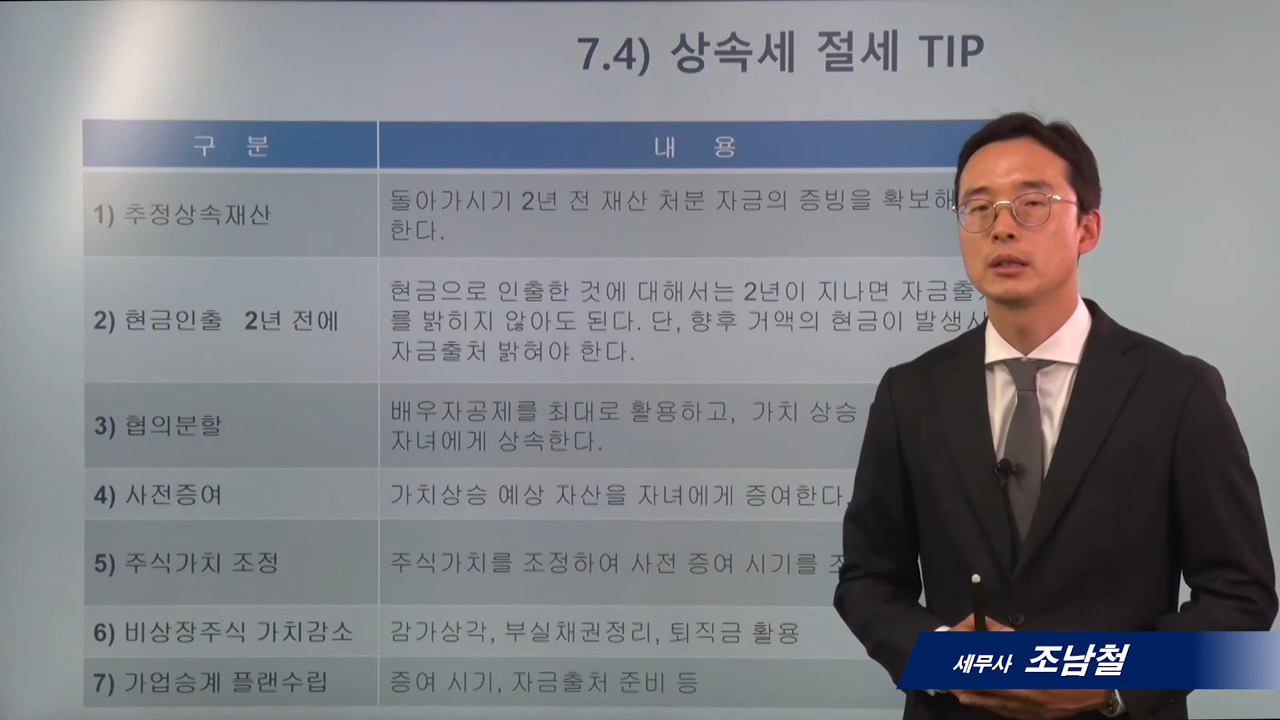 7.4) 상속세 절세 TIP
구 분
내 용
1) 추정상속재산
돌아가시기 2년 전 재산 처분 자금의 증빙을 확보해
한다.
2) 현금인출 2년 전에
현금으로 인출한 것에 대해서는 2년이 지나면
를 밝히지 않아도 된다. 단, 향후 거액의 현금이
자금출처 밝혀야 한다.
3) 협의분할
배우자공제를 최대로 활용하고, 가치 상승
자녀에게 상속한다.
4) 사전증여
가치상승 예상 자산을 자녀에게 증여한다.
5) 주식가치 조정
주식가치를 조정하여 사전 증여 시기를
6) 비상장주식 가치감소
감가상각, 부실채권정리, 퇴직금 활용
7) 가업승계 플랜수립
증여 시기, 자금출처 준비 등
세무사 조남철